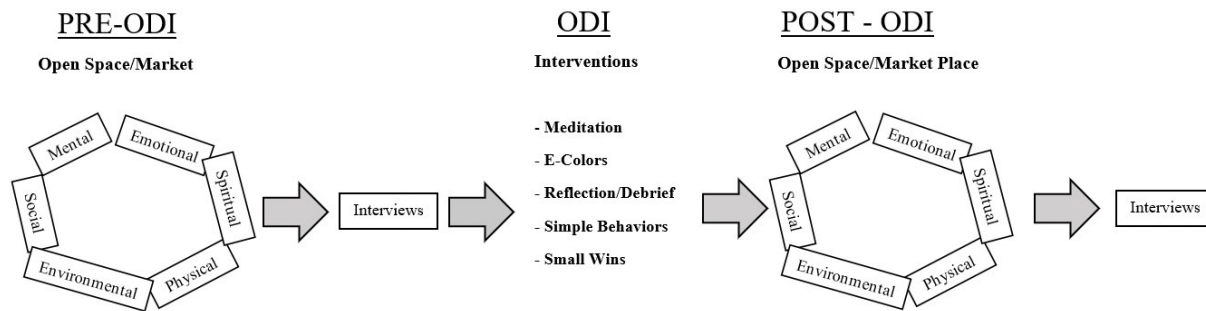 PRE-ODI
Open Space/Market
Mental
Emotional
Spiritual
Physical
Environmental
Social
Interviews
ODI
Interventions
- Meditation
- E-Colors
- Reflection/Debrief
- Simple Behaviors
- Small Wins
POST - ODI
Open Space/Market Place
Mental
Emotional
Spiritual
Physical
Environmental
Social
Interviews